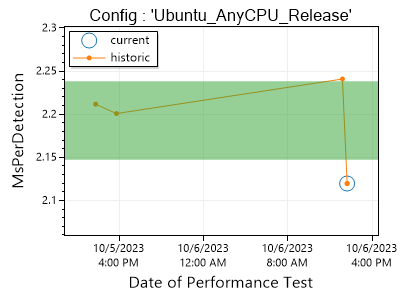 Config : 'Ubuntu_AnyCPU_Release'
current
historic
MsPerDetection
2.3
2.25
2.2
2.15
2.1
10/5/2023
4:00 PM
10/6/2023
12:00 AM
10/6/2023
8:00 AM
10/6/2023
4:00 PM
Date of Performance Test